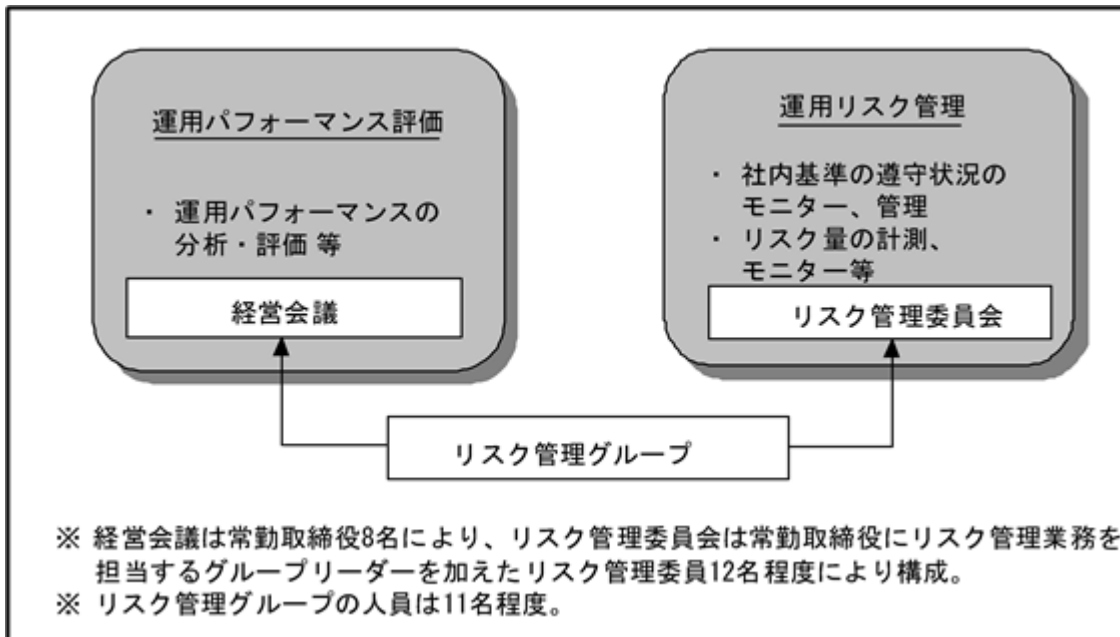 運用パフォーマンス評価
・ 運用パフォーマンスの
分析・評価 等
経営会議
運用リスク管理
・ 社内基準の遵守状況の
モニター、管理
・ リスク量の計測、
モニター等
リスク管理委員会
リスク管理グループ
※ 経営会議は常勤取締役8名により、リスク管理委員会は常勤取締役にリスク管理業務を
担当するグループリーダーを加えたリスク管理委員12名程度により構成。
※ リスク管理グループの人員は11名程度。